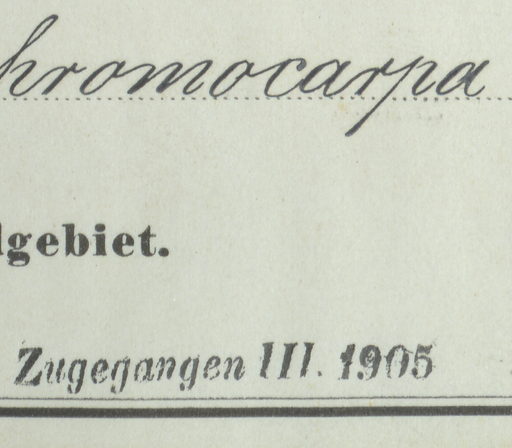 hromocarpa
lgebiet.
Zugegangen III. 1905